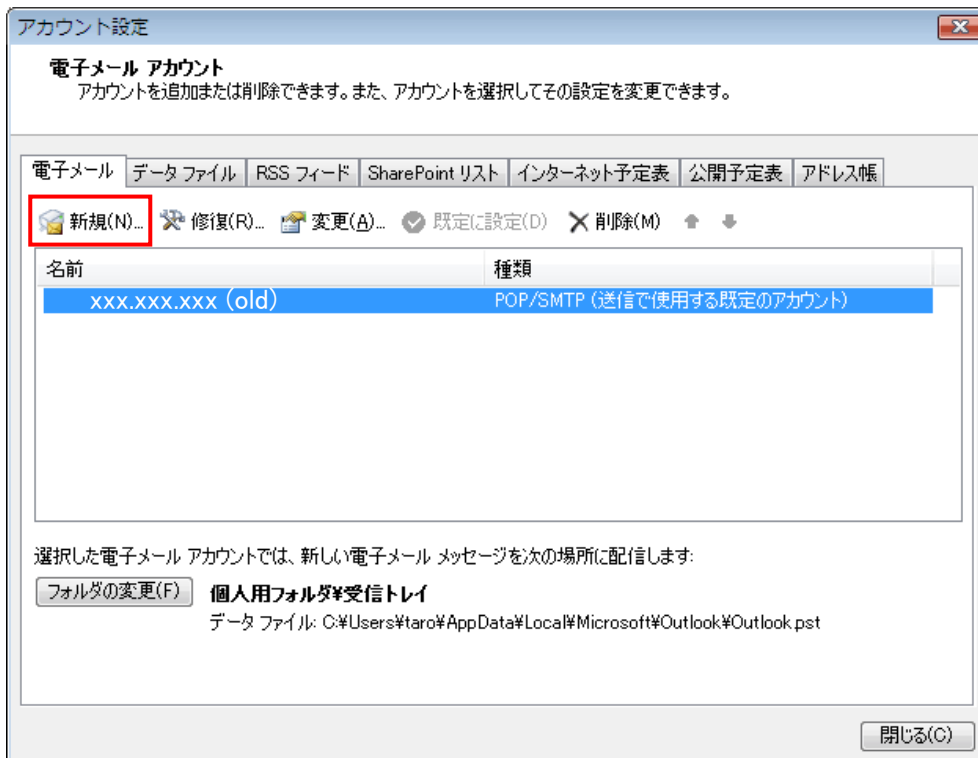 アカウント設定
電子メール アカウント
アカウントを追加または削除できます。また、アカウントを選択してその設定を変更できます。
電子メール データ ファイル RSS フィード SharePoint リスト インターネット予定表 公開予定表 アドレス帳
新規(N)... 修復(R)... 変更(A)... 既定に設定(D) 削除(M)
名前 種類
xxx.xxx.xxx (old) POP/SMTP (送信で使用する既定のアカウント)
選択した電子メール アカウントでは、新しい電子メール メッセージを次の場所に配信します:
フォルダの変更(F) 個人用フォルダ¥受信トレイ
データ ファイル: C:¥Users¥taro¥AppData¥Local¥Microsoft¥Outlook¥Outlook.pst
閉じる(C)